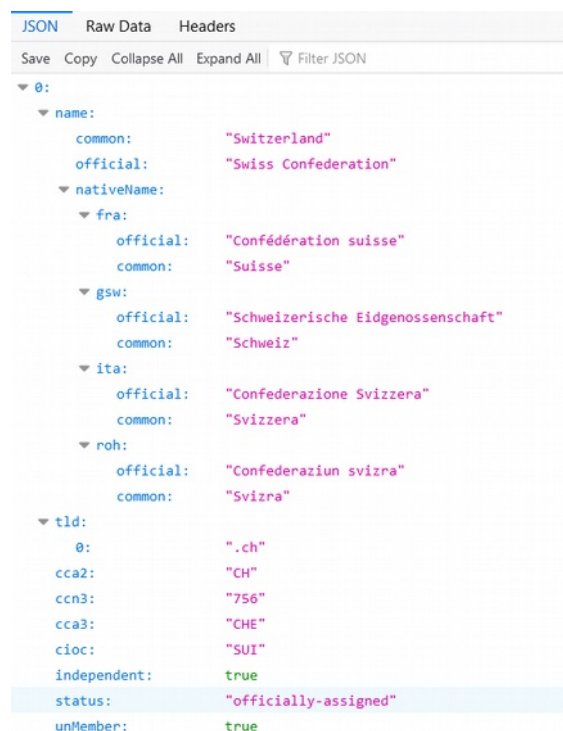 JSON Raw Data Headers
Save Copy Collapse All Expand All Filter JSON
0:
name:
common: "Switzerland"
official: "Swiss Confederation"
nativeName:
fra:
official: "Confédération suisse"
common: "Suisse"
gsw:
official: "Schweizerische Eidgenossenschaft"
common: "Schweiz"
ita:
official: "Confederazione Svizzera"
common: "Svizzera"
roh:
official: "Confederaziun svizra"
common: "Svizra"
tld:
0: ".ch"
cca2: "CH"
ccn3: "756"
cca3: "CHE"
cioc: "SUI"
independent: true
status: "officially-assigned"
unMember: true